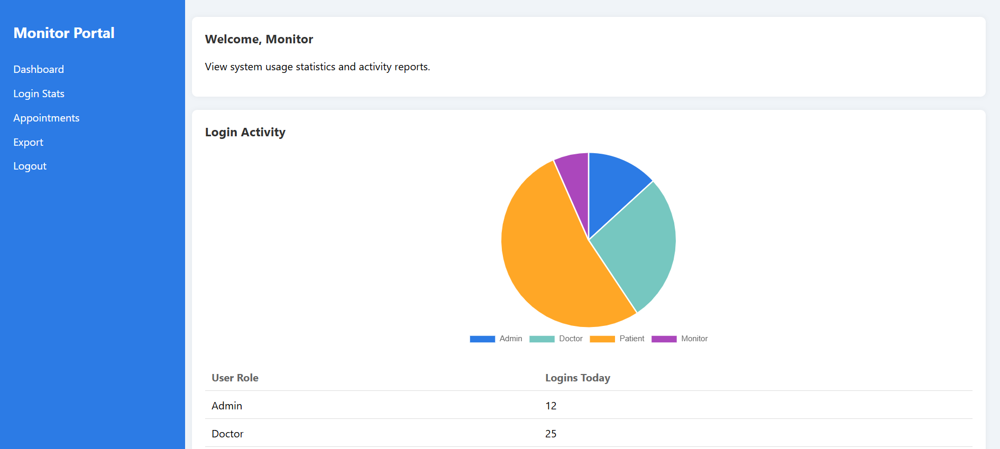 Monitor Portal
Dashboard
Login Stats
Appointments
Export
Logout
Welcome, Monitor
View system usage statistics and activity reports.
Login Activity
Admin Doctor Patient Monitor
User Role Logins Today
Admin 12
Doctor 25